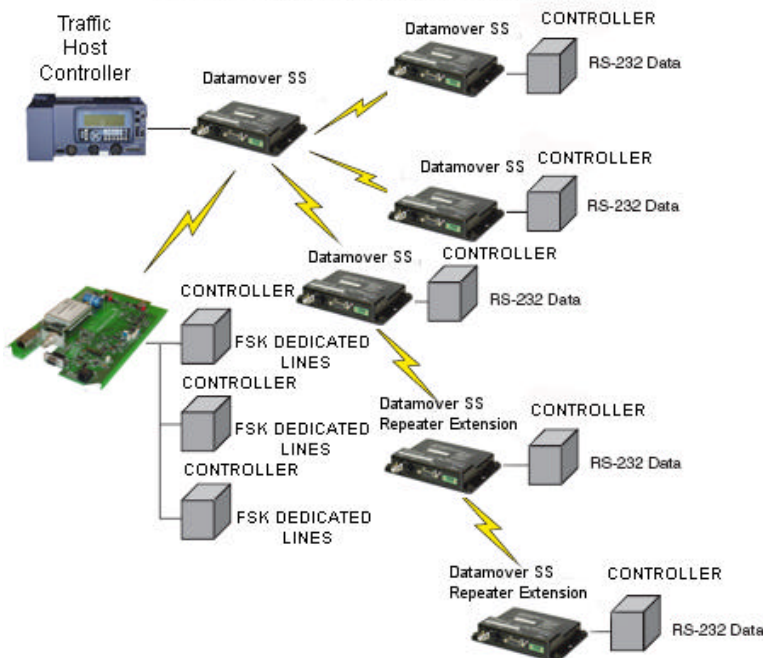 Traffic
Host
Controller
Datamover SS
Datamover SS
CONTROLLER
RS-232 Data
Datamover SS
CONTROLLER
RS-232 Data
Datamover SS
CONTROLLER
RS-232 Data
CONTROLLER
FSK DEDICATED
LINES
CONTROLLER
FSK DEDICATED
LINES
CONTROLLER
FSK DEDICATED
LINES
Datamover SS
Repeater Extension
CONTROLLER
RS-232 Data
Datamover SS
Repeater Extension
CONTROLLER
RS-232 Data